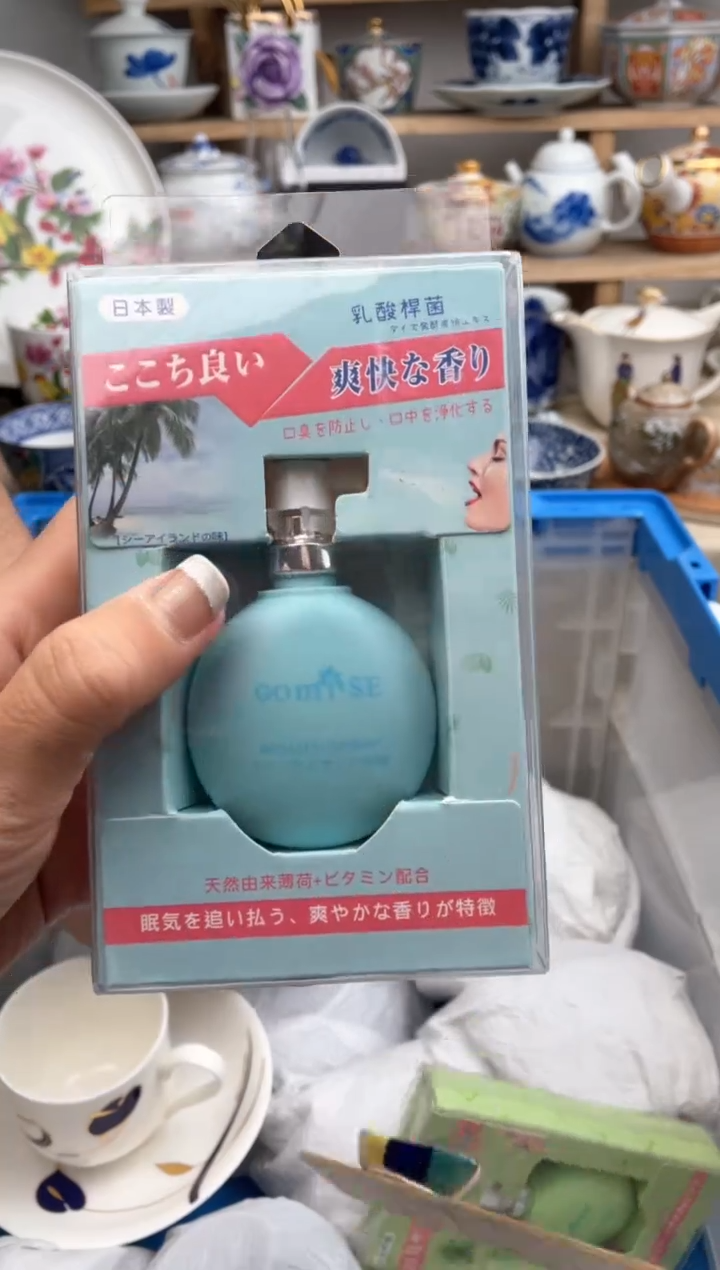 日本製
乳酸桿菌
ここち良い
爽快な香り
口臭を防止し、口中を浄化する
[シーアイランドの味]
天然由来薄荷+ビタミン配合
眠気を追い払う、爽やかな香りが特徴